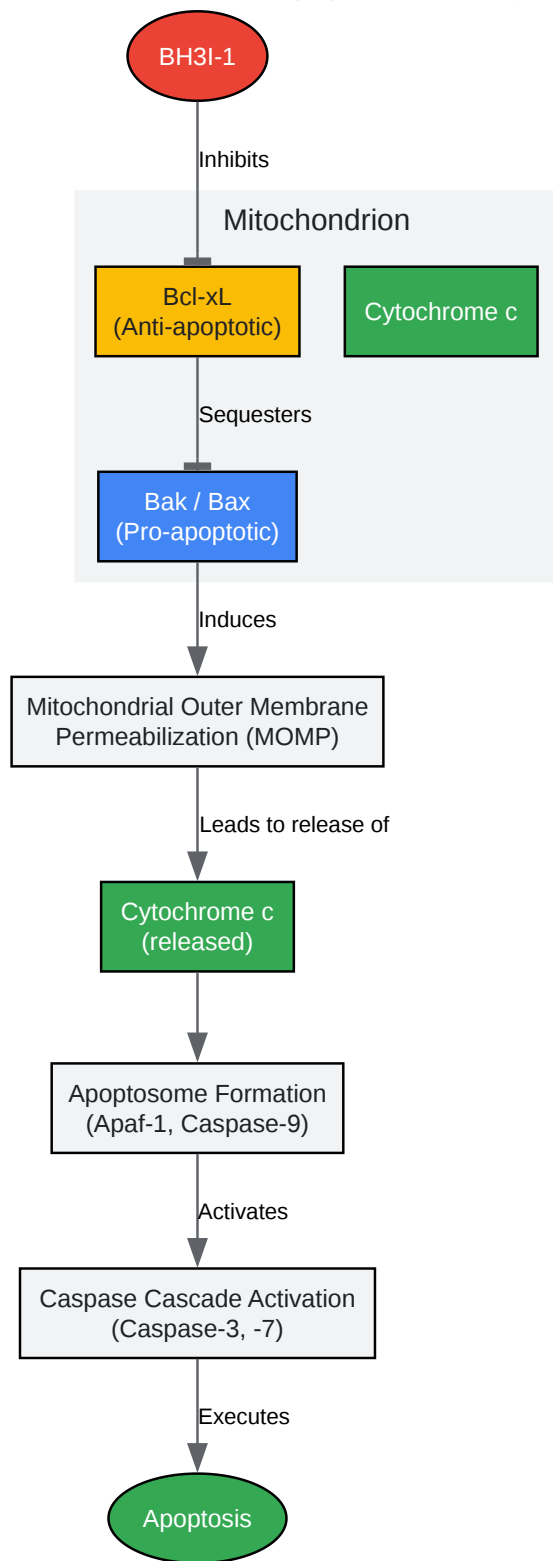 BH3I-1
Inhibits
Mitochondrion
Bcl-xL
(Anti-apoptotic)
Cytochrome c
Sequesters
Bak / Bax
(Pro-apoptotic)
Induces
Mitochondrial Outer Membrane
Permeabilization (MOMP)
Leads to release of
Cytochrome c
(released)
Apoptosome Formation
(Apaf-1, Caspase-9)
Activates
Caspase Cascade Activation
(Caspase-3, -7)
Executes
Apoptosis